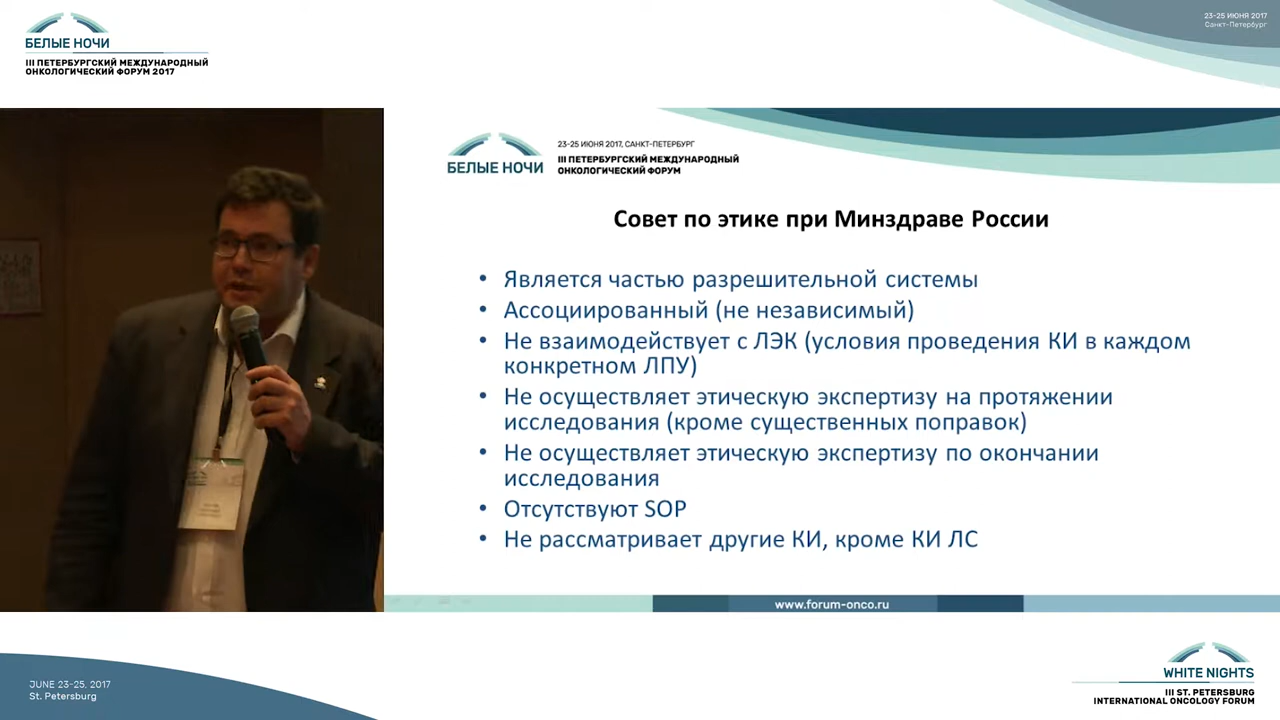 БЕЛЫЕ НОЧИ
III ПЕТЕРБУРГСКИЙ МЕЖДУНАРОДНЫЙ
ОНКОЛОГИЧЕСКИЙ ФОРУМ 2017
23-25 ИЮНЯ 2017
Санкт-Петербург
23-25 ИЮНЯ 2017, САНКТ-ПЕТЕРБУРГ
БЕЛЫЕ НОЧИ
III ПЕТЕРБУРГСКИЙ МЕЖДУНАРОДНЫЙ
ОНКОЛОГИЧЕСКИЙ ФОРУМ
Совет по этике при Минздраве России
• Является частью разрешительной системы
• Ассоциированный (не независимый)
• Не взаимодействует с ЛЭК (условия проведения КИ в каждом
конкретном ЛПУ)
• Не осуществляет этическую экспертизу на протяжении
исследования (кроме существенных поправок)
• Не осуществляет этическую экспертизу по окончании
исследования
• Отсутствуют SOP
• Не рассматривает другие КИ, кроме КИ ЛС
www.forum-onco.ru
JUNE 23-25, 2017
St. Petersburg
WHITE NIGHTS
III ST. PETERSBURG
INTERNATIONAL ONCOLOGY FORUM